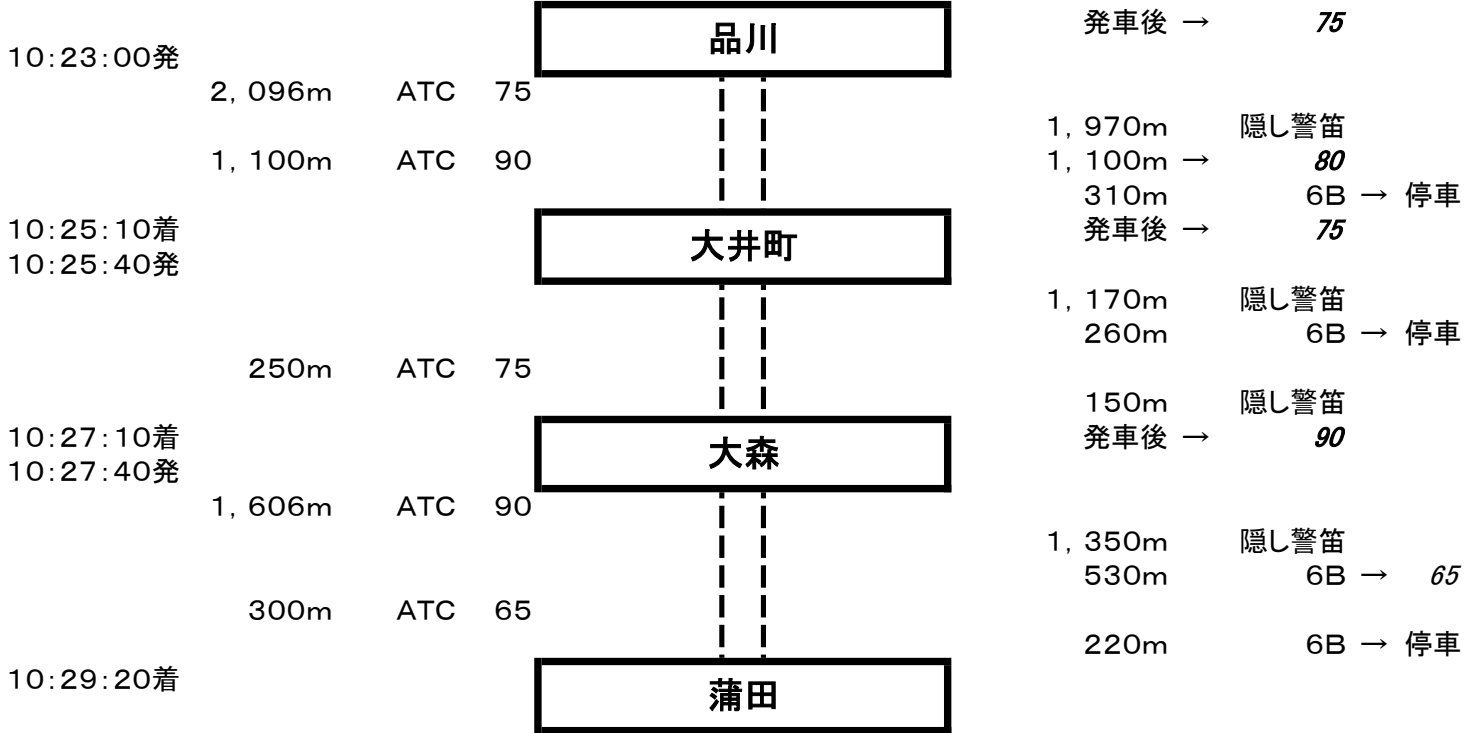 品川
発車後 → 75
10:23:00発
2,096m ATC 75
1,970m 隠し警笛
1,100m ATC 90
1,100m → 80
310m 6B → 停車
10:25:10着
大井町
発車後 → 75
10:25:40発
1,170m 隠し警笛
260m 6B → 停車
250m ATC 75
150m 隠し警笛
10:27:10着
大森
発車後 → 90
10:27:40発
1,606m ATC 90
1,350m 隠し警笛
530m 6B → 65
300m ATC 65
220m 6B → 停車
10:29:20着
蒲田